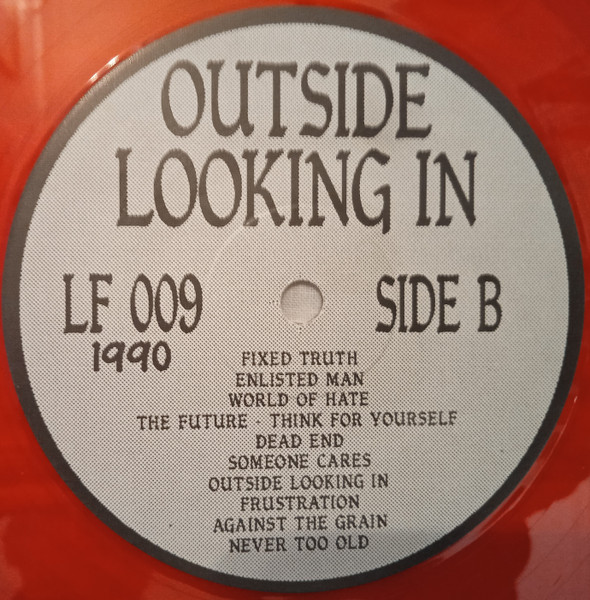 OUTSIDE
LOOKING IN
LF 009
SIDE B
1990
FIXED TRUTH
ENLISTED MAN
WORLD OF HATE
THE FUTURE - THINK FOR YOURSELF
DEAD END
SOMEONE CARES
OUTSIDE LOOKING IN
FRUSTRATION
AGAINST THE GRAIN
NEVER TOO OLD